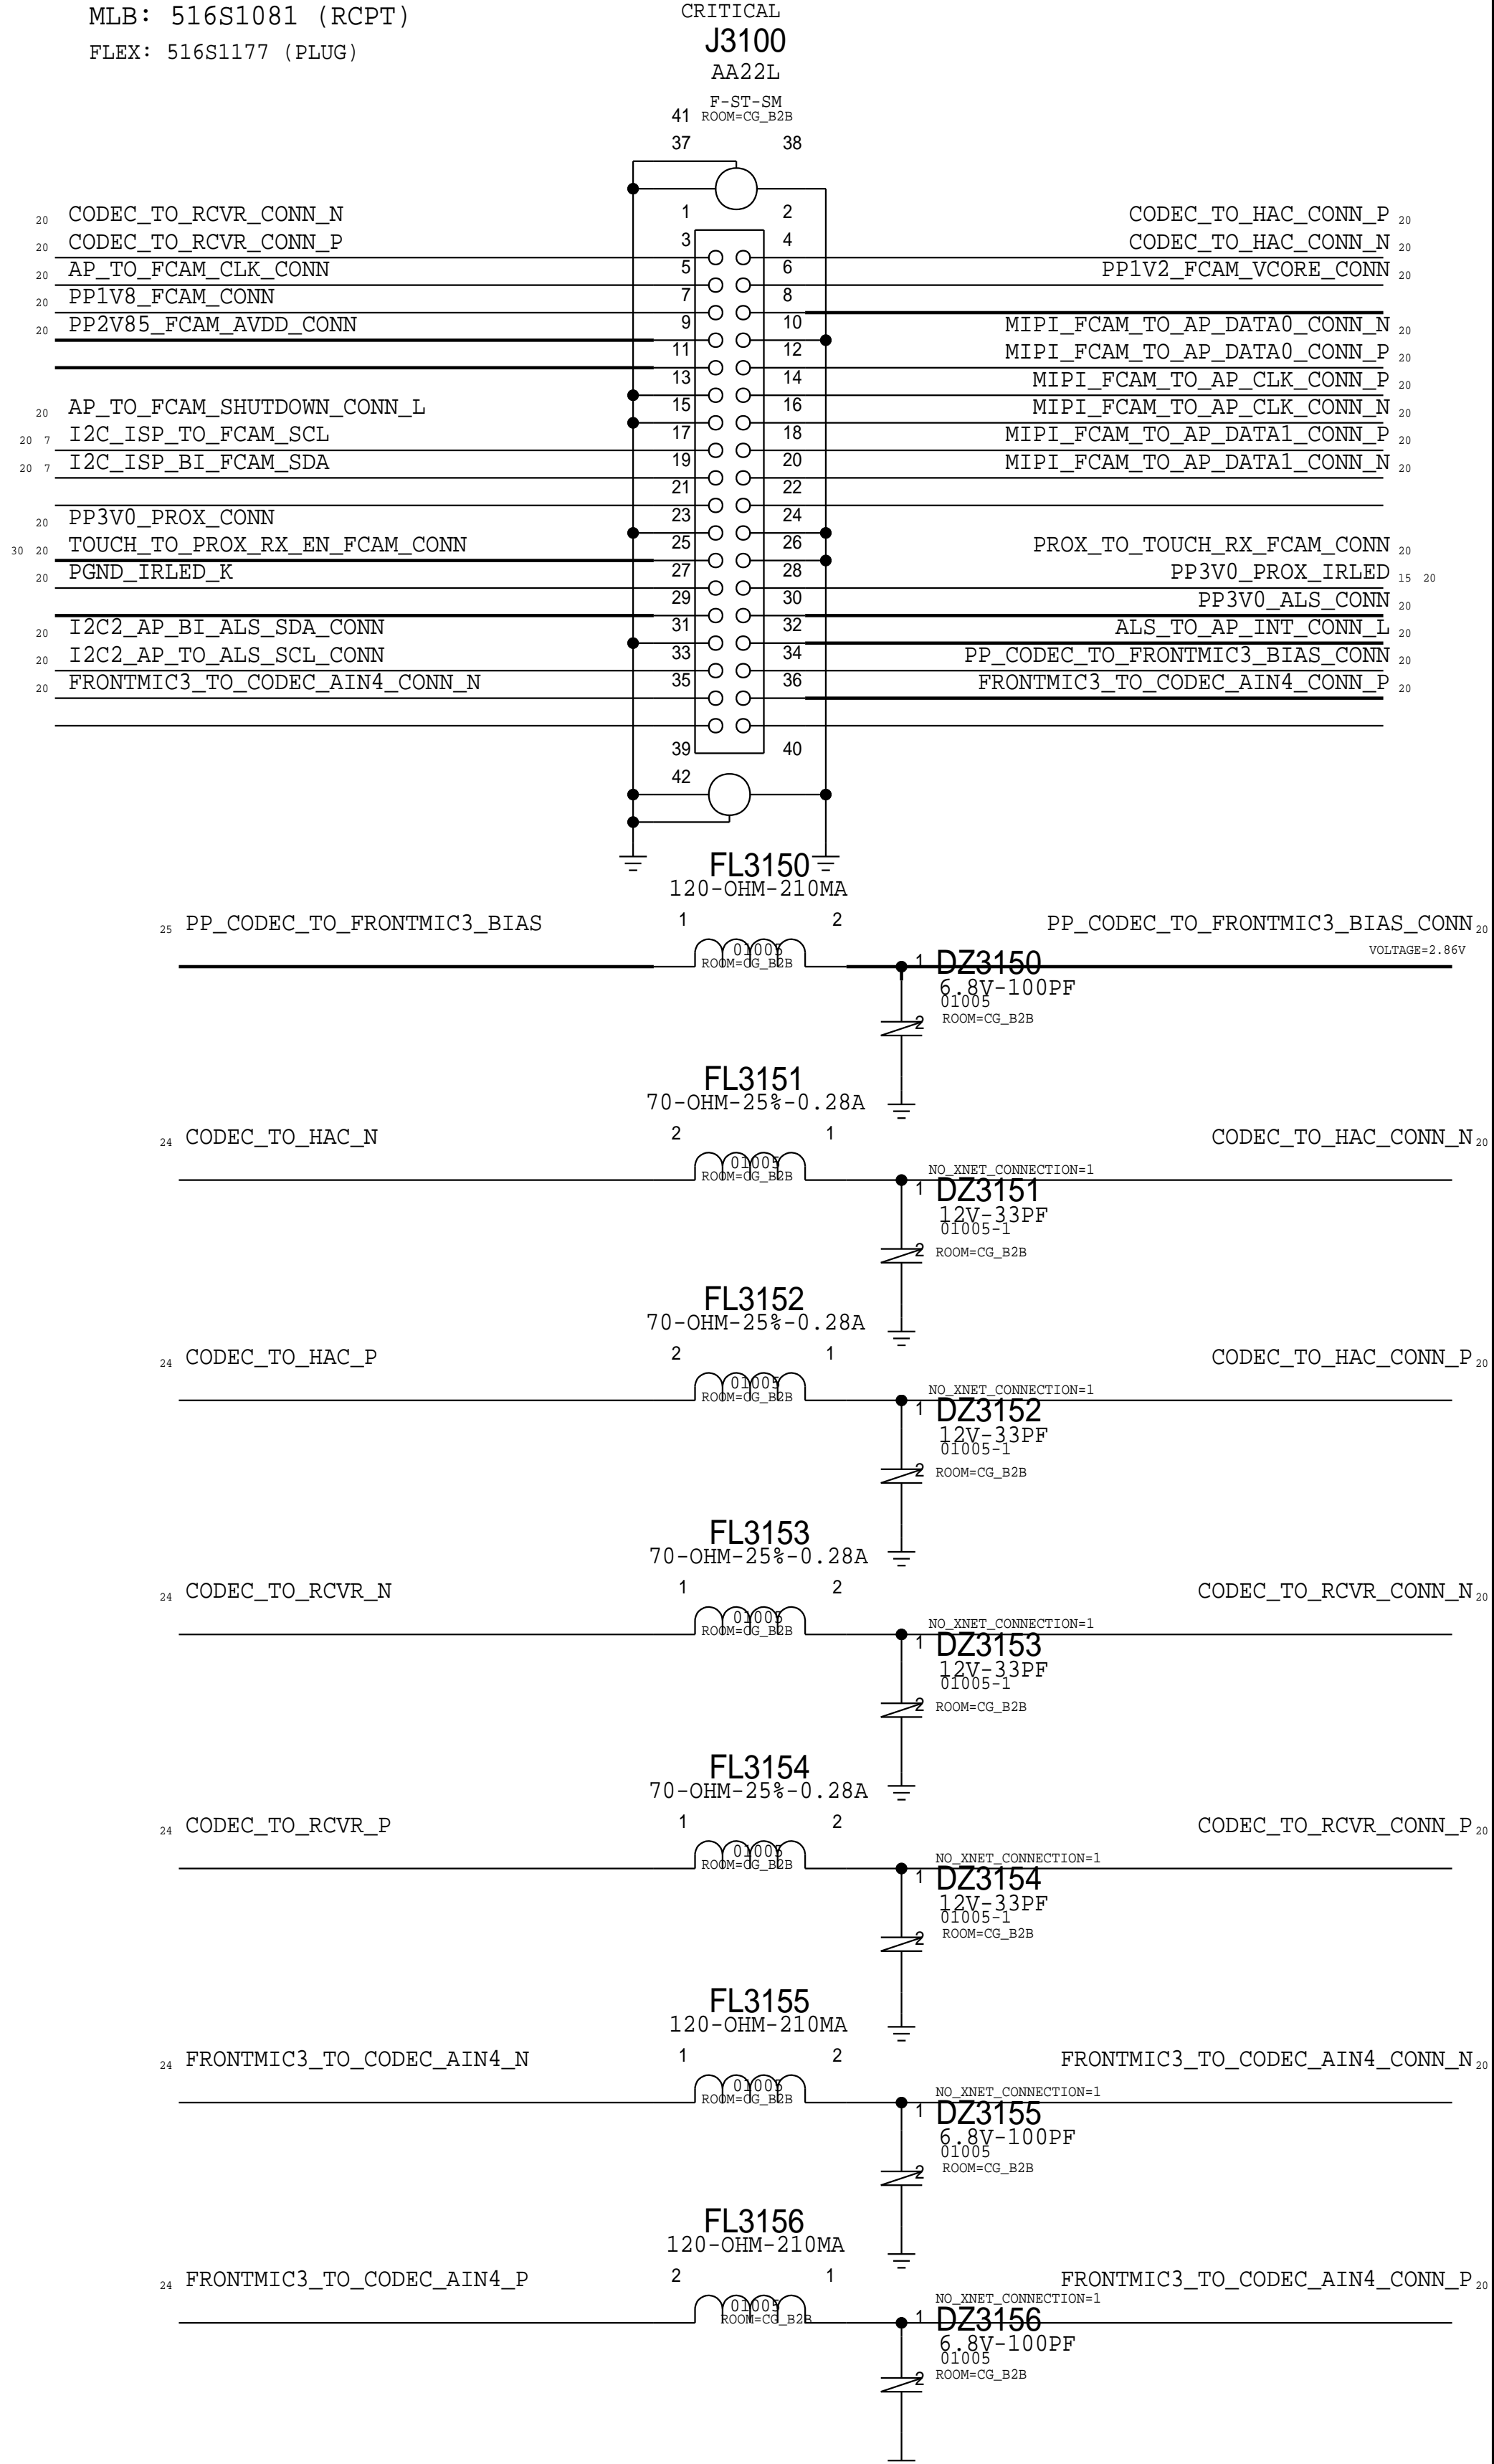 MLB: 516S1081 (RCPT)
FLEX: 516S1177 (PLUG)
CRITICAL
J3100
AA22L
F-ST-SM
41 ROOM=CG_B2B
37 38
20 CODEC_TO_RCVR_CONN_N 1 2 CODEC_TO_HAC_CONN_P 20
20 CODEC_TO_RCVR_CONN_P 3 4 CODEC_TO_HAC_CONN_N 20
20 AP_TO_FCAM_CLK_CONN 5 6 PP1V2_FCAM_VCORE_CONN 20
20 PP1V8_FCAM_CONN 7 8
20 PP2V85_FCAM_AVDD_CONN 9 10 MIPI_FCAM_TO_AP_DATA0_CONN_N 20
11 12 MIPI_FCAM_TO_AP_DATA0_CONN_P 20
13 14 MIPI_FCAM_TO_AP_CLK_CONN_P 20
20 AP_TO_FCAM_SHUTDOWN_CONN_L 15 16 MIPI_FCAM_TO_AP_CLK_CONN_N 20
20 7 I2C_ISP_TO_FCAM_SCL 17 18 MIPI_FCAM_TO_AP_DATA1_CONN_P 20
20 7 I2C_ISP_BI_FCAM_SDA 19 20 MIPI_FCAM_TO_AP_DATA1_CONN_N 20
21 22
20 PP3V0_PROX_CONN 23 24
30 20 TOUCH_TO_PROX_RX_EN_FCAM_CONN 25 26 PROX_TO_TOUCH_RX_FCAM_CONN 20
20 PGND_IRLED_K 27 28 PP3V0_PROX_IRLED 15 20
29 30 PP3V0_ALS_CONN 20
20 I2C2_AP_BI_ALS_SDA_CONN 31 32 ALS_TO_AP_INT_CONN_L 20
20 I2C2_AP_TO_ALS_SCL_CONN 33 34 PP_CODEC_TO_FRONTMIC3_BIAS_CONN 20
20 FRONTMIC3_TO_CODEC_AIN4_CONN_N 35 36 FRONTMIC3_TO_CODEC_AIN4_CONN_P 20
39 40
42
FL3150
120-OHM-210MA
25 PP_CODEC_TO_FRONTMIC3_BIAS 1 2 PP_CODEC_TO_FRONTMIC3_BIAS_CONN 20
01005
VOLTAGE=2.86V
ROOM=CG_B2B
1 DZ3150
6.8V-100PF
01005
2 ROOM=CG_B2B
FL3151
70-OHM-25%-0.28A
24 CODEC_TO_HAC_N 2 1 CODEC_TO_HAC_CONN_N 20
01005
ROOM=CG_B2B
NO_XNET_CONNECTION=1
1 DZ3151
12V-33PF
01005-1
2 ROOM=CG_B2B
FL3152
70-OHM-25%-0.28A
24 CODEC_TO_HAC_P 2 1 CODEC_TO_HAC_CONN_P 20
01005
ROOM=CG_B2B
NO_XNET_CONNECTION=1
1 DZ3152
12V-33PF
01005-1
2 ROOM=CG_B2B
FL3153
70-OHM-25%-0.28A
24 CODEC_TO_RCVR_N 1 2 CODEC_TO_RCVR_CONN_N 20
01005
ROOM=CG_B2B
NO_XNET_CONNECTION=1
1 DZ3153
12V-33PF
01005-1
2 ROOM=CG_B2B
FL3154
70-OHM-25%-0.28A
24 CODEC_TO_RCVR_P 1 2 CODEC_TO_RCVR_CONN_P 20
01005
ROOM=CG_B2B
NO_XNET_CONNECTION=1
1 DZ3154
12V-33PF
01005-1
2 ROOM=CG_B2B
FL3155
120-OHM-210MA
24 FRONTMIC3_TO_CODEC_AIN4_N 1 2 FRONTMIC3_TO_CODEC_AIN4_CONN_N 20
01005
ROOM=CG_B2B
NO_XNET_CONNECTION=1
1 DZ3155
6.8V-100PF
01005
2 ROOM=CG_B2B
FL3156
120-OHM-210MA
24 FRONTMIC3_TO_CODEC_AIN4_P 2 1 FRONTMIC3_TO_CODEC_AIN4_CONN_P 20
01005
ROOM=CG_B2B
NO_XNET_CONNECTION=1
1 DZ3156
6.8V-100PF
01005
2 ROOM=CG_B2B